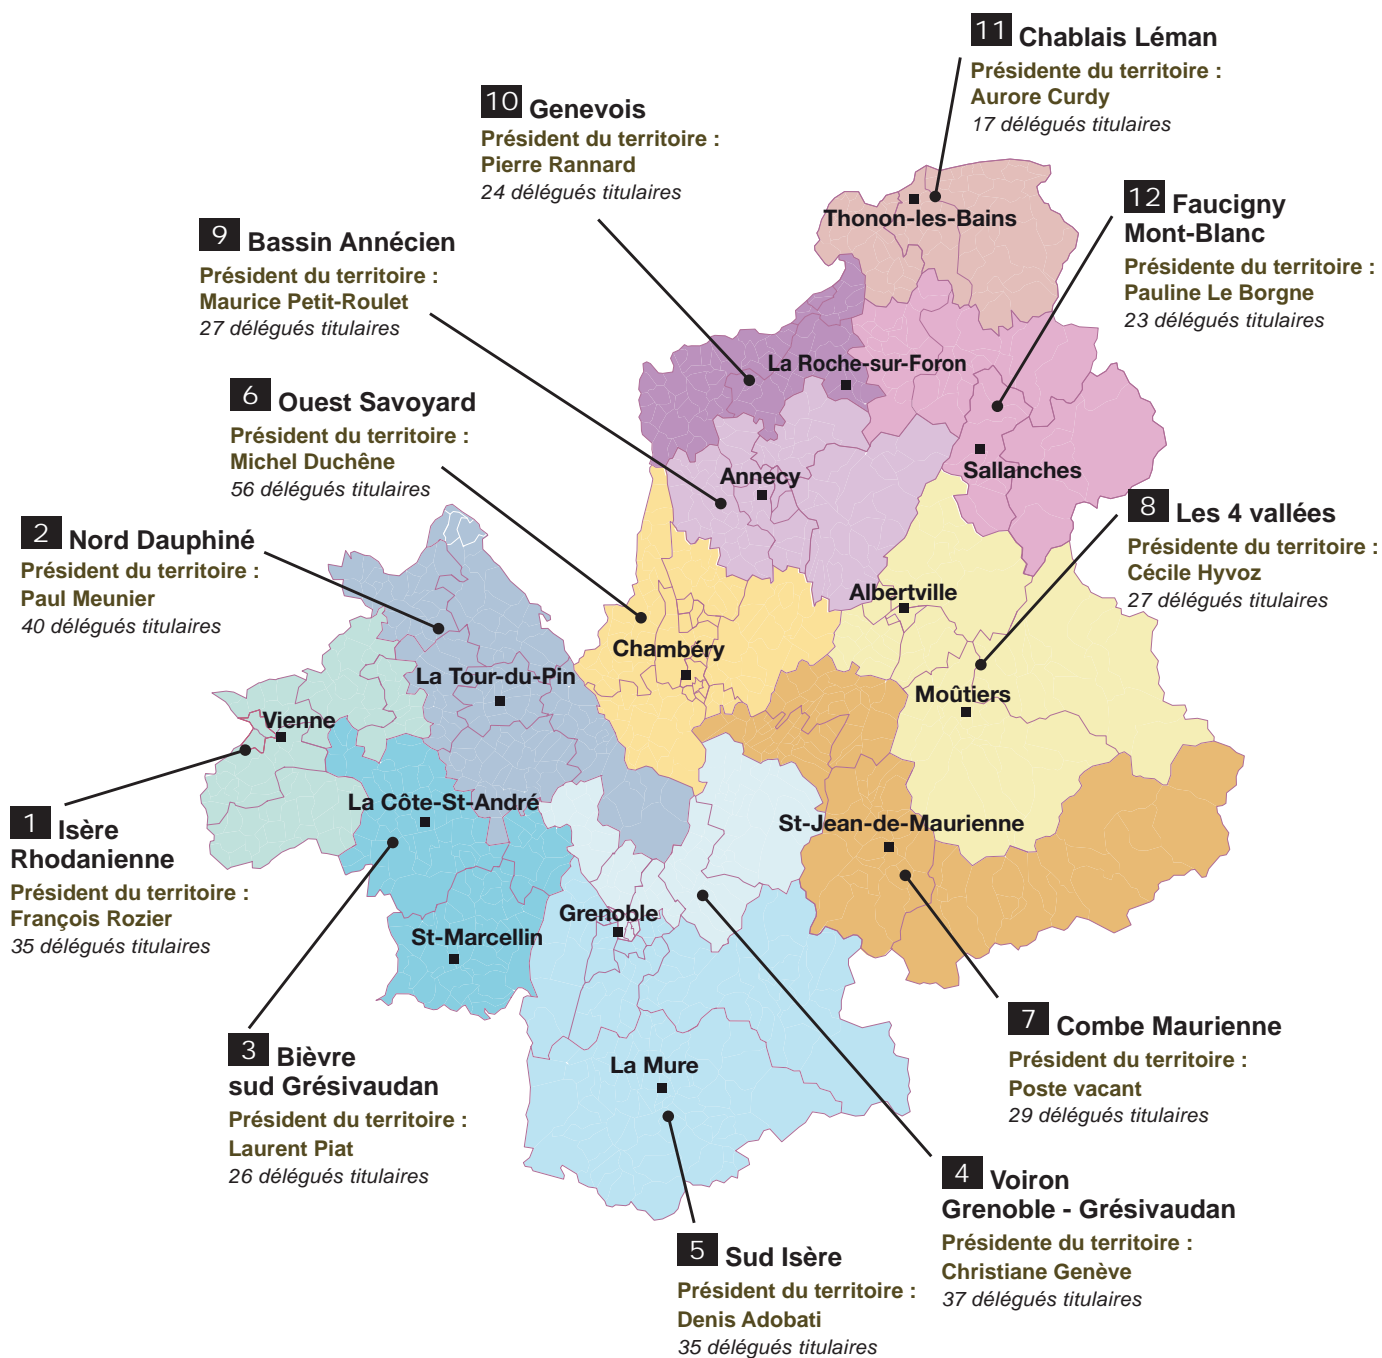 11 Chablais Léman
Présidente du territoire :
Aurore Curdy
17 délégués titulaires
10 Genevois
Président du territoire :
Pierre Rannard
24 délégués titulaires
12 Faucigny
Mont-Blanc
Présidente du territoire :
Pauline Le Borgne
23 délégués titulaires
9 Bassin Annécien
Président du territoire :
Maurice Petit-Roulet
27 délégués titulaires
6 Ouest Savoyard
Président du territoire :
Michel Duchêne
56 délégués titulaires
8 Les 4 vallées
Présidente du territoire :
Cécile Hyvoz
27 délégués titulaires
2 Nord Dauphiné
Président du territoire :
Paul Meunier
40 délégués titulaires
Thonon-les-Bains
La Roche-sur-Foron
Sallanches
Annecy
Albertville
Chambéry
La Tour-du-Pin
Moûtiers
Vienne
La Côte-St-André
St-Jean-de-Maurienne
Grenoble
St-Marcellin
La Mure
1 Isère
Rhodanienne
Président du territoire :
François Rozier
35 délégués titulaires
3 Bièvre
sud Grésivaudan
Président du territoire :
Laurent Piat
26 délégués titulaires
7 Combe Maurienne
Président du territoire :
Poste vacant
29 délégués titulaires
4 Voiron
Grenoble - Grésivaudan
Présidente du territoire :
Christiane Genève
37 délégués titulaires
5 Sud Isère
Président du territoire :
Denis Adobati
35 délégués titulaires